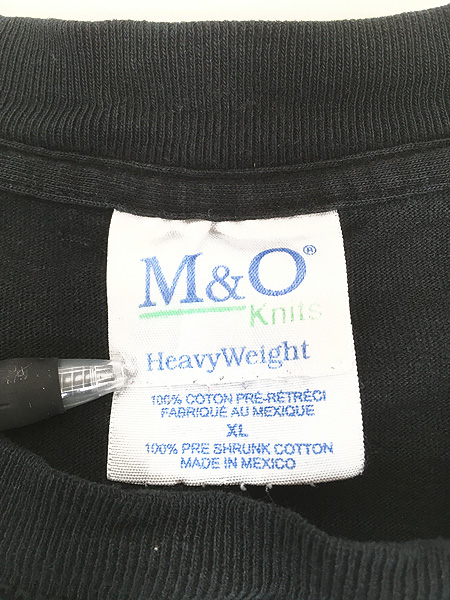 M&O®
Knits
HeavyWeight
100% COTON PRÉ-RÉTRÉCI
FABRIQUÉ AU MEXIQUE
XL
100% PRE SHRUNK COTTON
MADE IN MEXICO